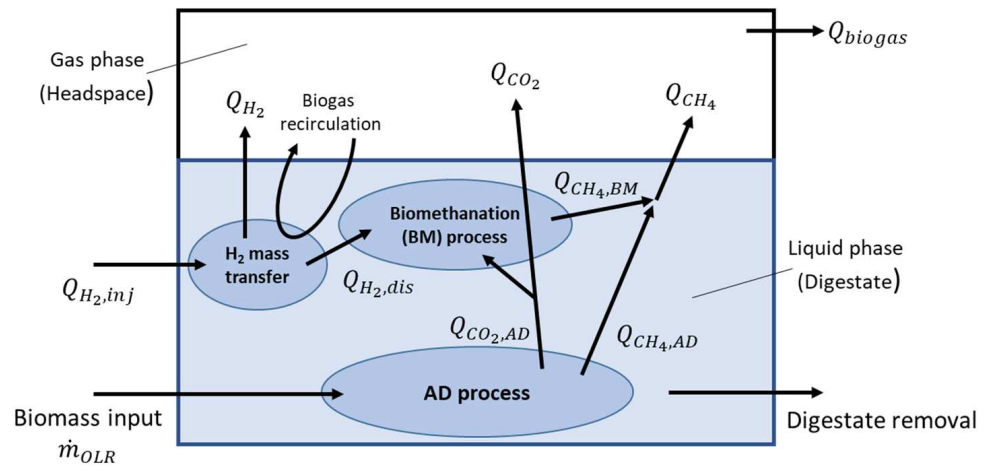 Q_{biogas}
Gas phase
(Headspace)
Q_{CO_2}
Q_{CH_4}
Q_{H_2}
Biogas
recirculation
Q_{CH_4,BM}
Biomethanation
(BM) process
H_2 mass
transfer
Liquid phase
(Digestate)
Q_{H_2,inj}
Q_{H_2,dis}
Q_{CO_2,AD}
Q_{CH_4,AD}
AD process
Biomass input
ṁ_{OLR}
Digestate removal